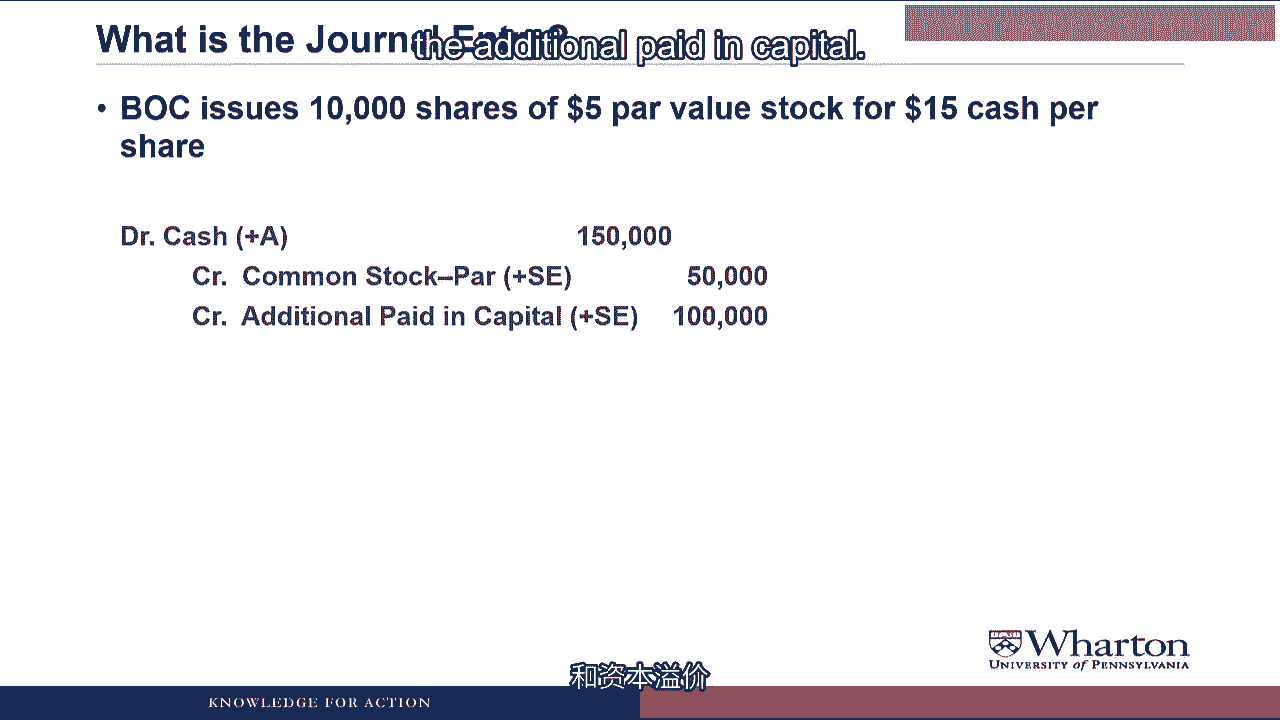 What is the Journal Entry?
the additional paid in capital.
• BOC issues 10,000 shares of $5 par value stock for $15 cash per
share
Dr. Cash (+A) 150,000
Cr. Common Stock–Par (+SE) 50,000
Cr. Additional Paid in Capital (+SE) 100,000
Wharton
UNIVERSITY of PENNSYLVANIA
和资本溢价
KNOWLEDGE FOR ACTION